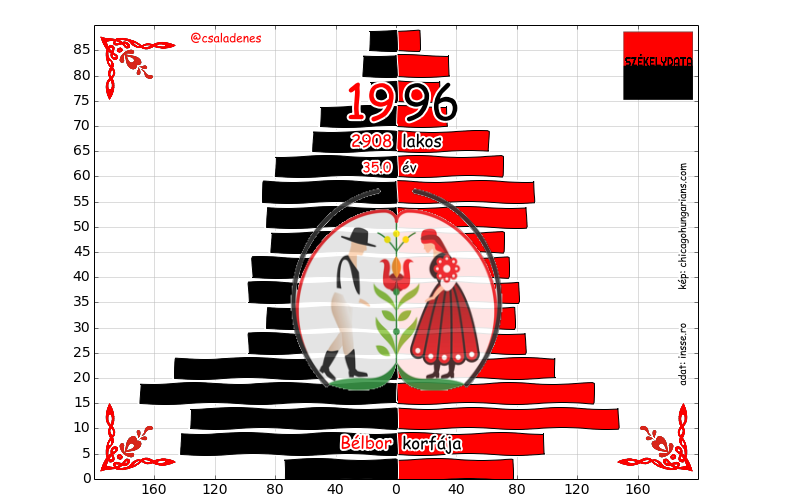 @csaladenes
SZÉKELYDATA
1996
2908 lakos
35.0 év
kép: chicagohungarians.com
adat: insse.ro
Bélbor korfája
85
80
75
70
65
60
55
50
45
40
35
30
25
20
15
10
5
0
160 120 80 40 0 40 80 120 160